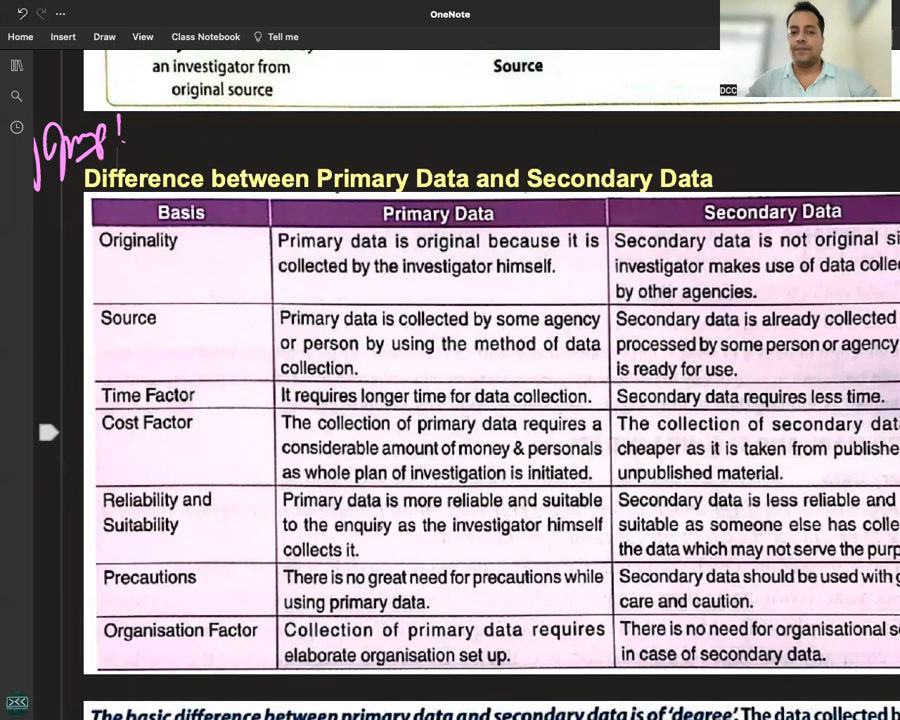 OneNote
Home Insert Draw View Class Notebook Tell me
an investigator from
original source
Source
DCC
Difference between Primary Data and Secondary Data
Basis Primary Data Secondary Data
Originality
Primary data is original because it is
collected by the investigator himself.
Secondary data is not original
investigator makes use of data
by other agencies.
Source
Primary data is collected by some agency
or person by using the method of data
collection.
Secondary data is already collected
processed by some person or agency
is ready for use.
Time Factor
It requires longer time for data collection.
Secondary data requires less time.
Cost Factor
The collection of primary data requires a
considerable amount of money & personals
as whole plan of investigation is initiated.
The collection of secondary
cheaper as it is taken from
unpublished material.
Reliability and
Suitability
Primary data is more reliable and suitable
to the enquiry as the investigator himself
collects it.
Secondary data is less reliable and
suitable as someone else has
the data which may not serve the
Precautions
There is no great need for precautions while
using primary data.
Secondary data should be used with
care and caution.
Organisation Factor
Collection of primary data requires
elaborate organisation set up.
There is no need for organisational
in case of secondary data.
The basic difference between primary data and secondary data is of 'degree'. The data collected